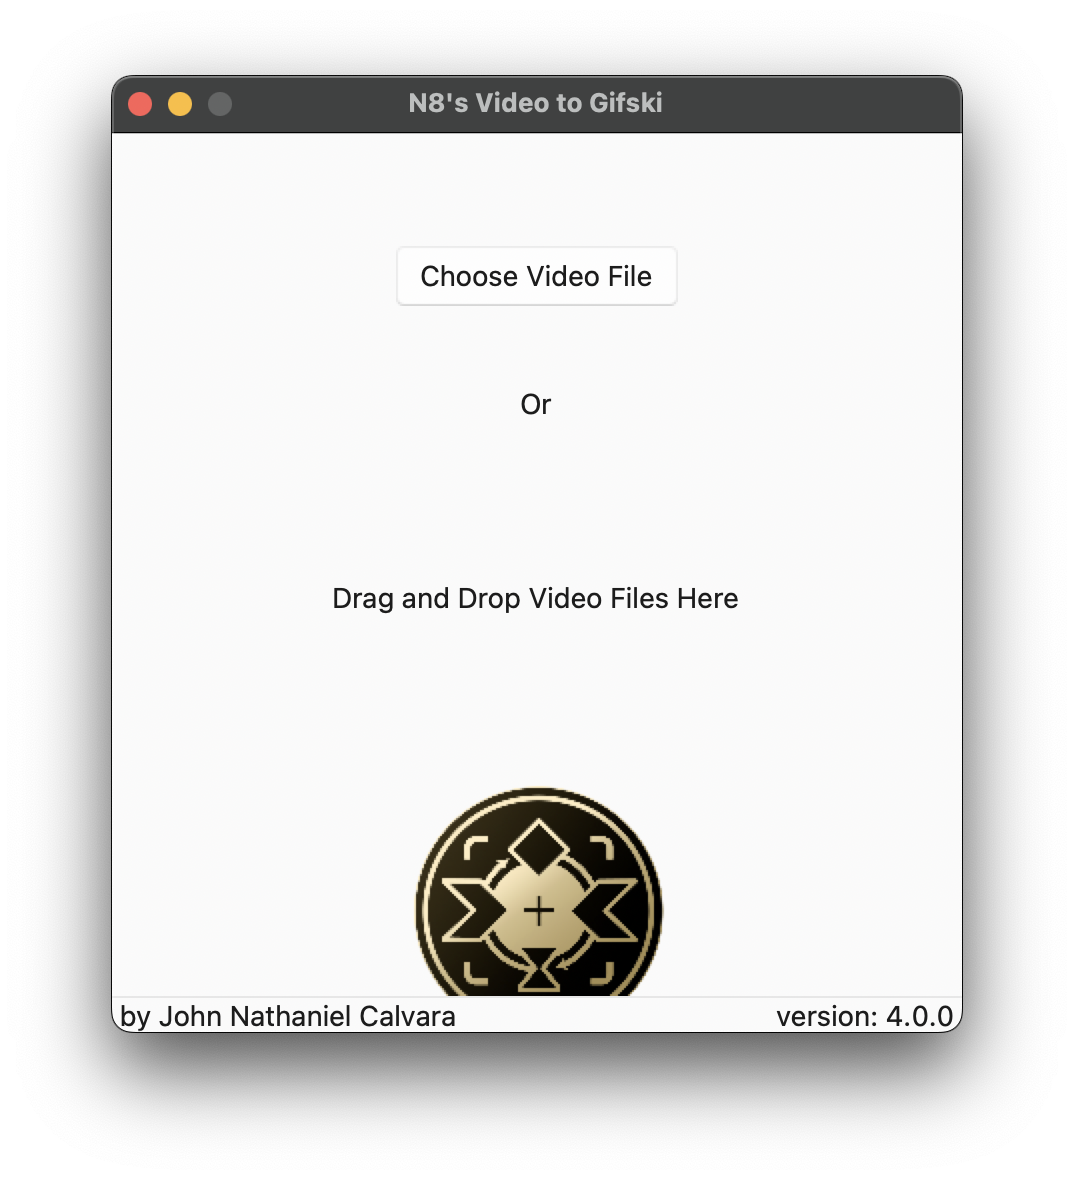 N8's Video to Gifski
Choose Video File
Or
Drag and Drop Video Files Here
by John Nathaniel Calvara
version: 4.0.0